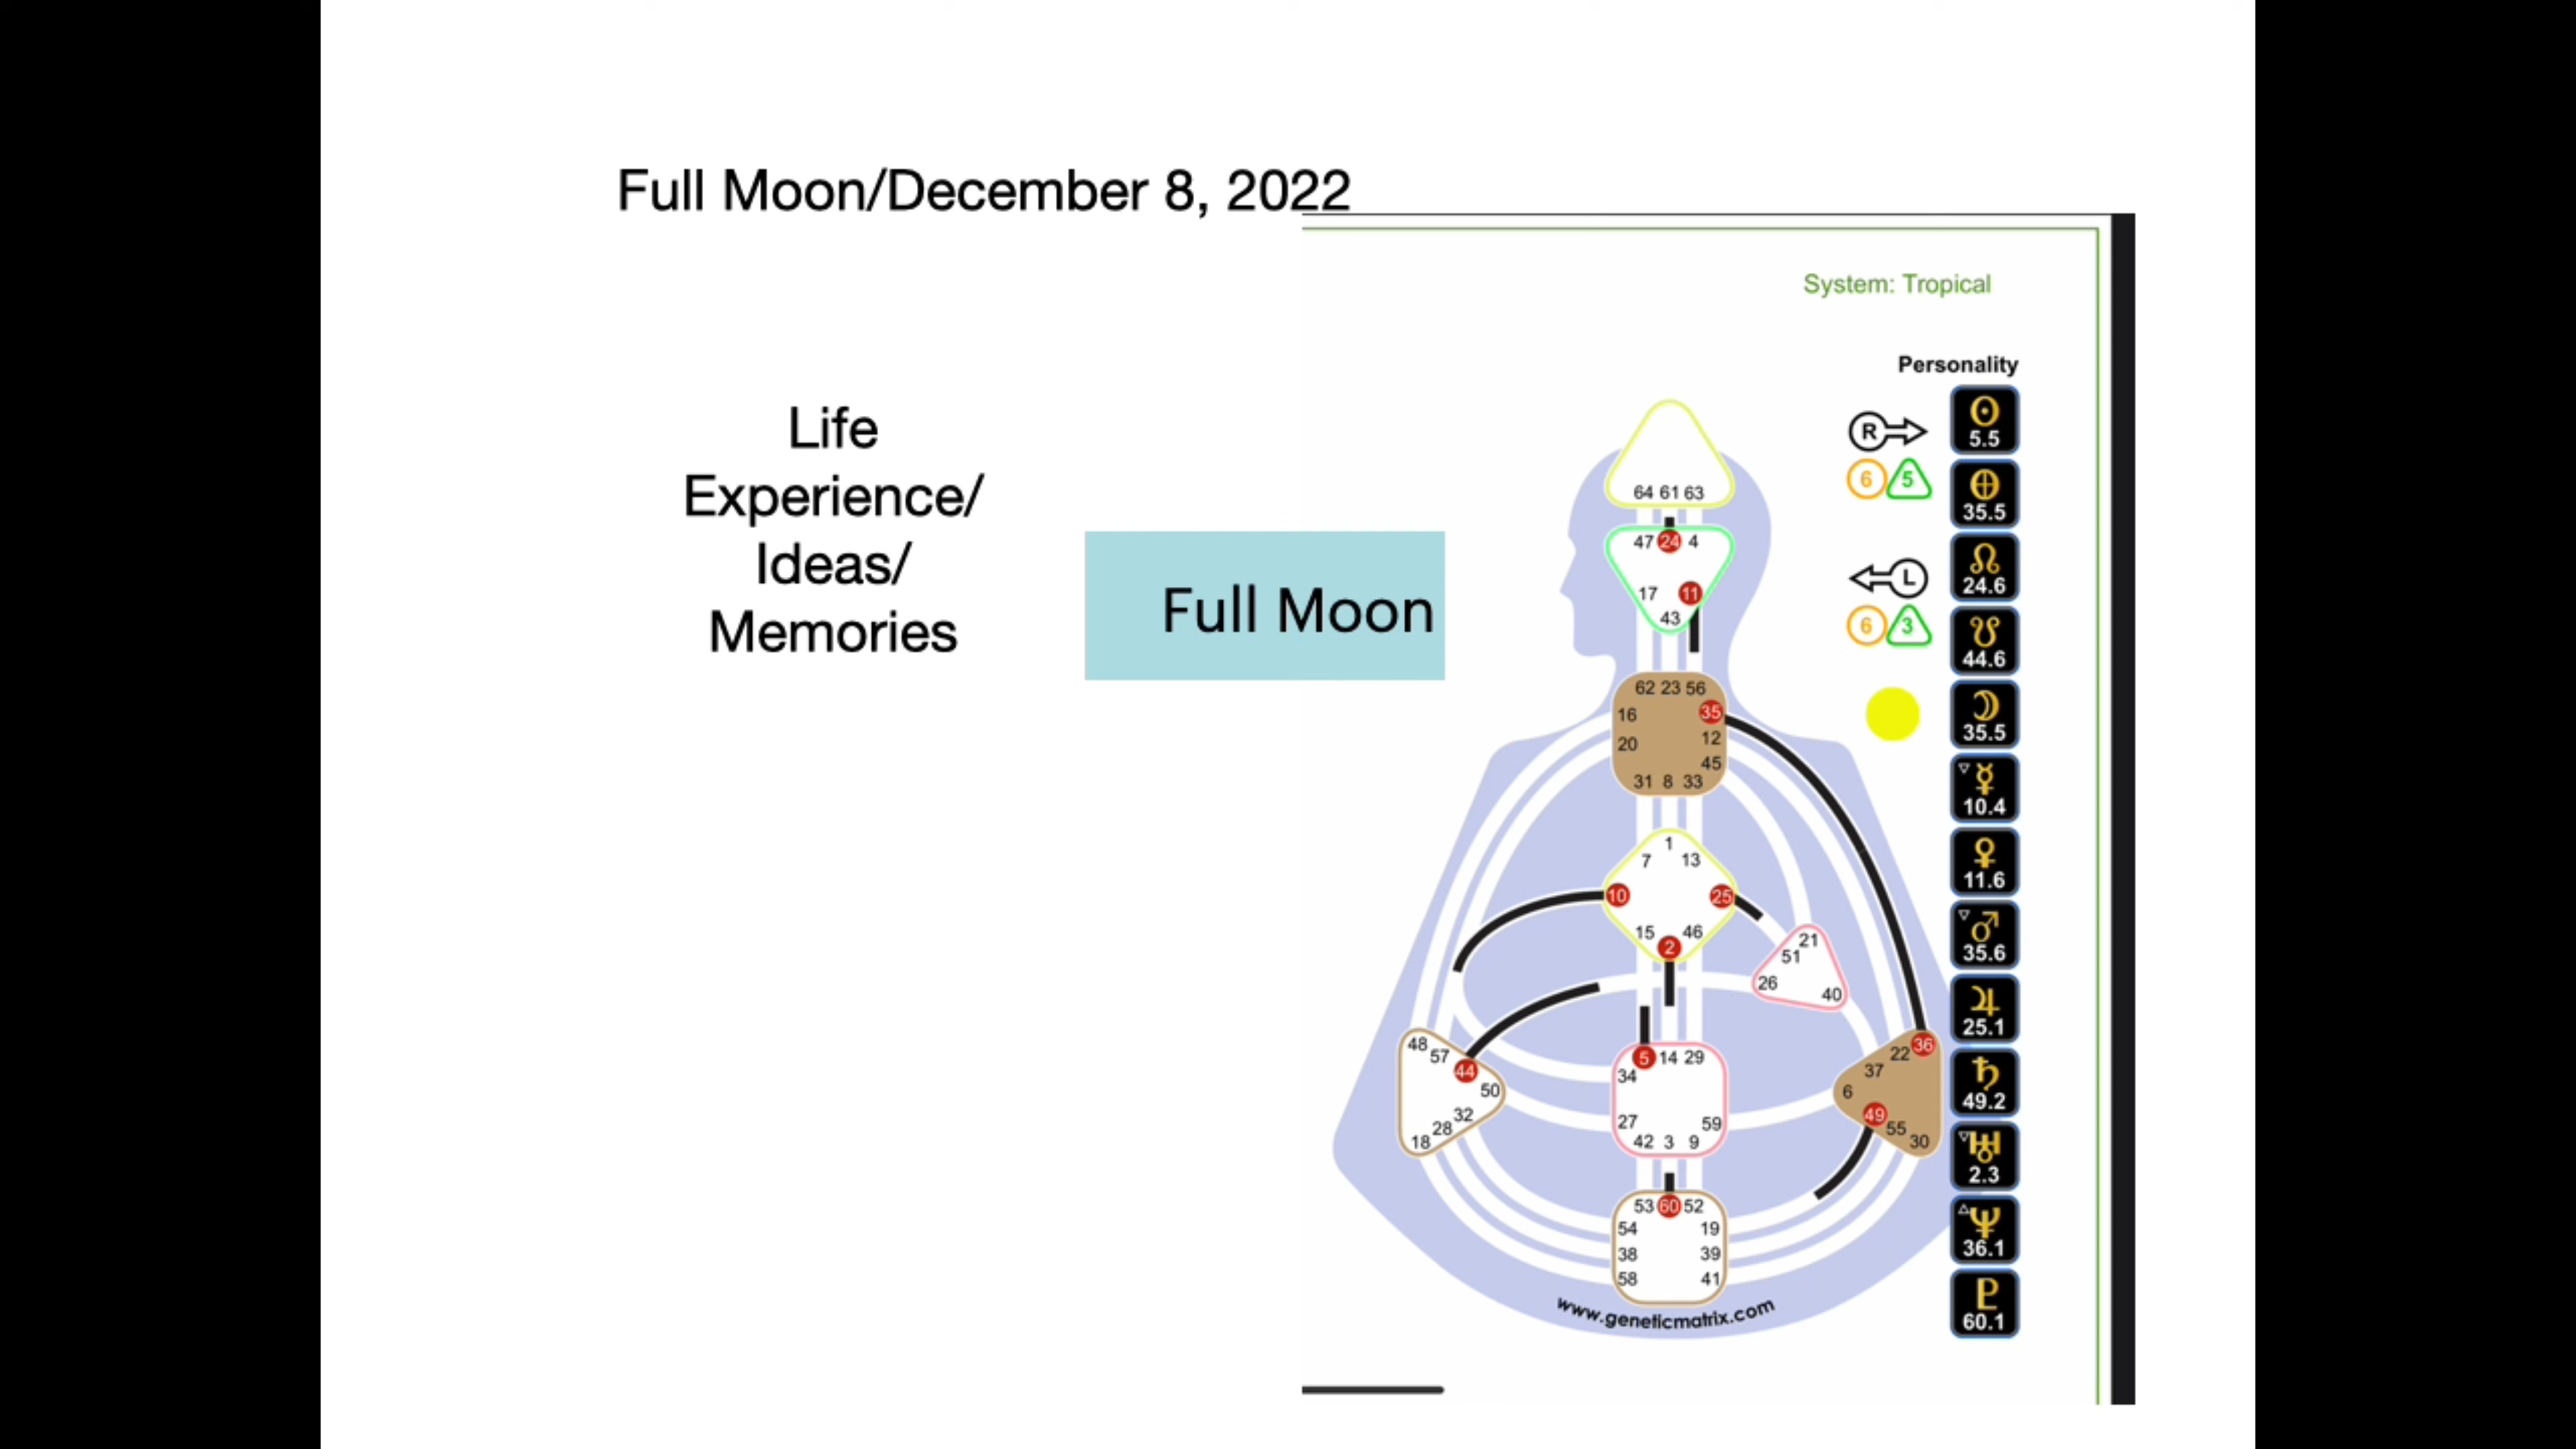 Full Moon/December 8, 2022
System: Tropical
Life
Experience/
Ideas/
Memories
Full Moon
Personality
R
5.5
6 5
35.5
L
24.6
6 3
44.6
35.5
10.4
11.6
35.6
25.1
49.2
2.3
36.1
60.1
64 61 63
47 24 4
17 11
43
62 23 56
16 35
20 12
45
31 8 33
1
7 13
10 25
15 46
2
21
51
26 40
48
57
44
50
32
28
18
5 14 29
34
27 59
42 3 9
36
22
37
6
49
55
30
53 60 52
54 19
38 39
58 41
www.geneticmatrix.com